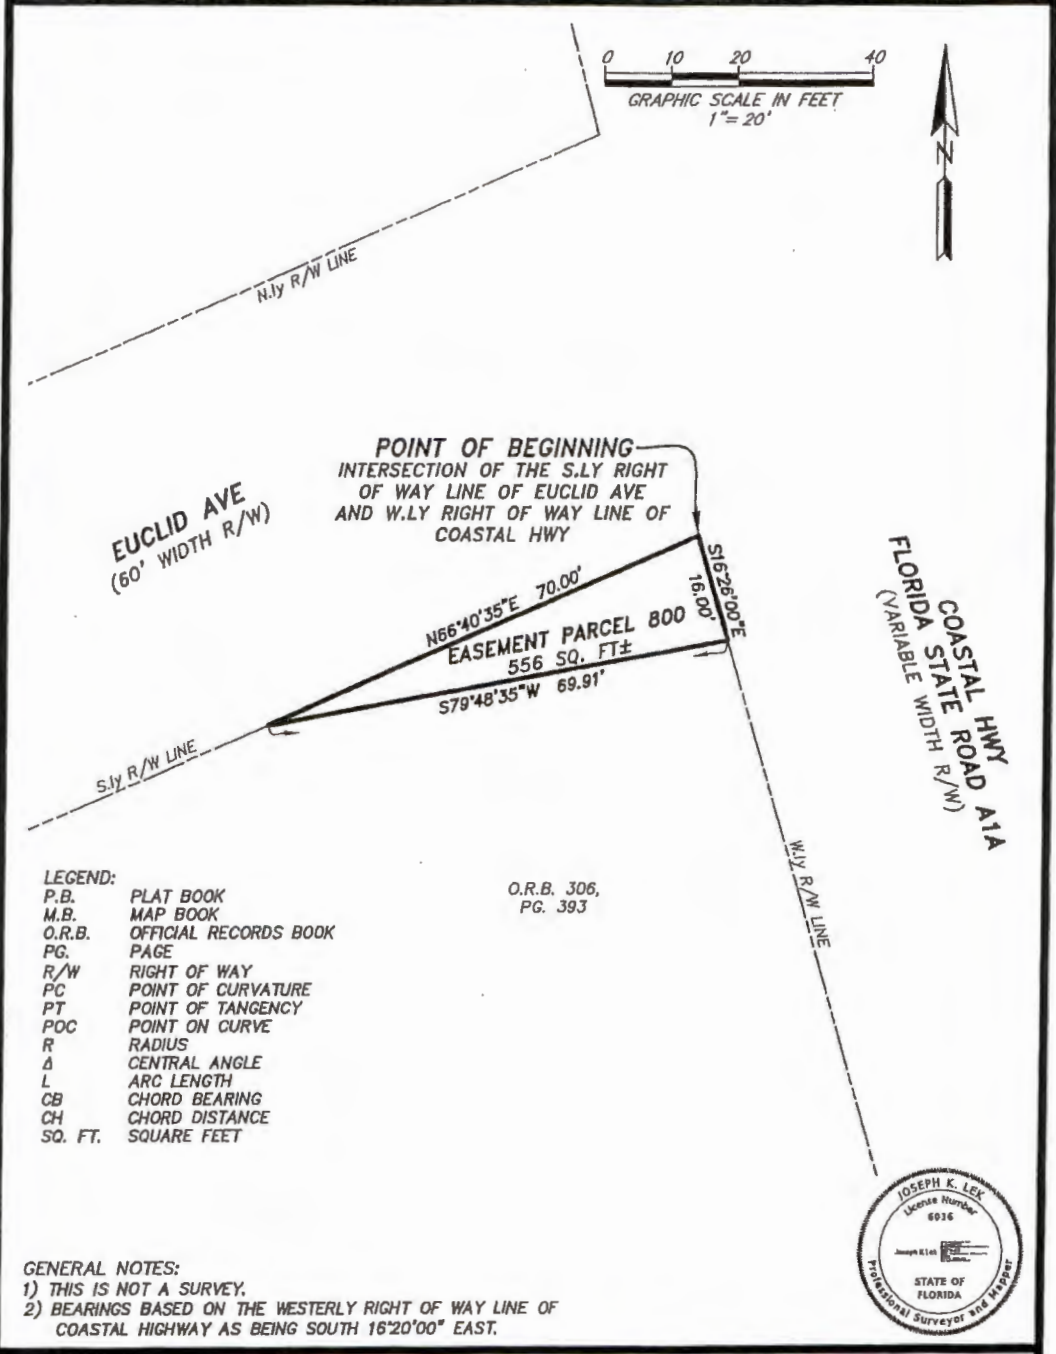 0 10 20 40
GRAPHIC SCALE IN FEET
1"= 20'
N
N.ly R/W LINE
POINT OF BEGINNING
INTERSECTION OF THE S.LY RIGHT
OF WAY LINE OF EUCLID AVE
AND W.LY RIGHT OF WAY LINE OF
COASTAL HWY
EUCLID AVE
(60' WIDTH R/W)
N66°40'35"E 70.00'
S16°26'00"E
16.00'
EASEMENT PARCEL 800
556 SQ. FT±
S79°48'35"W 69.91'
S.ly R/W LINE
COASTAL HWY
FLORIDA STATE ROAD A1A
(VARIABLE WIDTH R/W)
W.ly R/W LINE
O.R.B. 306,
PG. 393
LEGEND:
P.B. PLAT BOOK
M.B. MAP BOOK
O.R.B. OFFICIAL RECORDS BOOK
PG. PAGE
R/W RIGHT OF WAY
PC POINT OF CURVATURE
PT POINT OF TANGENCY
POC POINT ON CURVE
R RADIUS
Δ CENTRAL ANGLE
L ARC LENGTH
CB CHORD BEARING
CH CHORD DISTANCE
SQ. FT. SQUARE FEET
GENERAL NOTES:
1) THIS IS NOT A SURVEY.
2) BEARINGS BASED ON THE WESTERLY RIGHT OF WAY LINE OF
COASTAL HIGHWAY AS BEING SOUTH 16°20'00" EAST.
JOSEPH K. LEK
License Number
6036
Joseph K Lek
STATE OF
FLORIDA
Professional Surveyor and Mapper